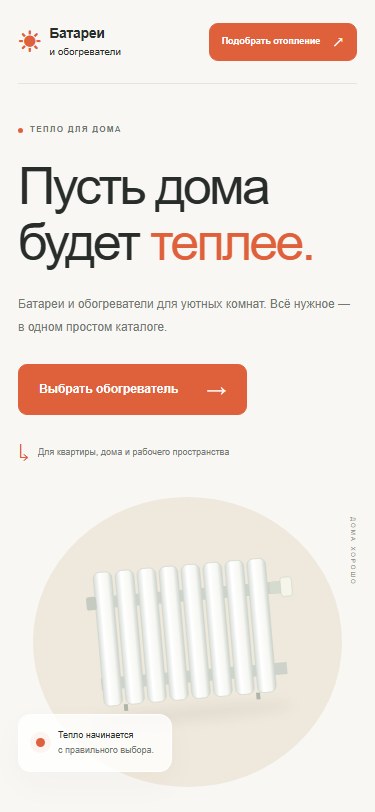 Батареи
и обогреватели
Подобрать отопление ↗
ТЕПЛО ДЛЯ ДОМА
Пусть дома
будет теплее.
Батареи и обогреватели для уютных комнат. Всё нужное —
в одном простом каталоге.
Выбрать обогреватель →
Для квартиры, дома и рабочего пространства
ДОМА ХОРОШО
Тепло начинается
с правильного выбора.